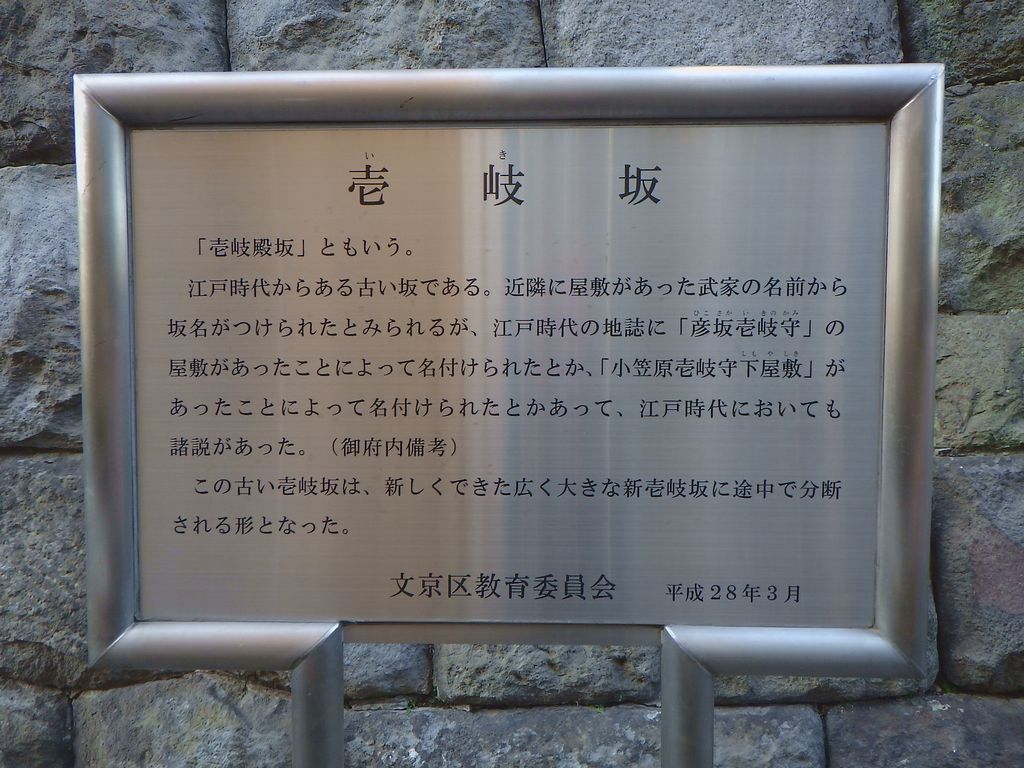 壱岐坂
「壱岐殿坂」ともいう。
江戸時代からある古い坂である。近隣に屋敷があった武家の名前から
坂名がつけられたとみられるが、江戸時代の地誌に「彦坂壱岐守」の
屋敷があったことによって名付けられたとか、「小笠原壱岐守下屋敷」が
あったことによって名付けられたとかあって、江戸時代においても
諸説があった。（御府内備考）
この古い壱岐坂は、新しくできた広く大きな新壱岐坂に途中で分断
される形となった。
文京区教育委員会 平成28年3月